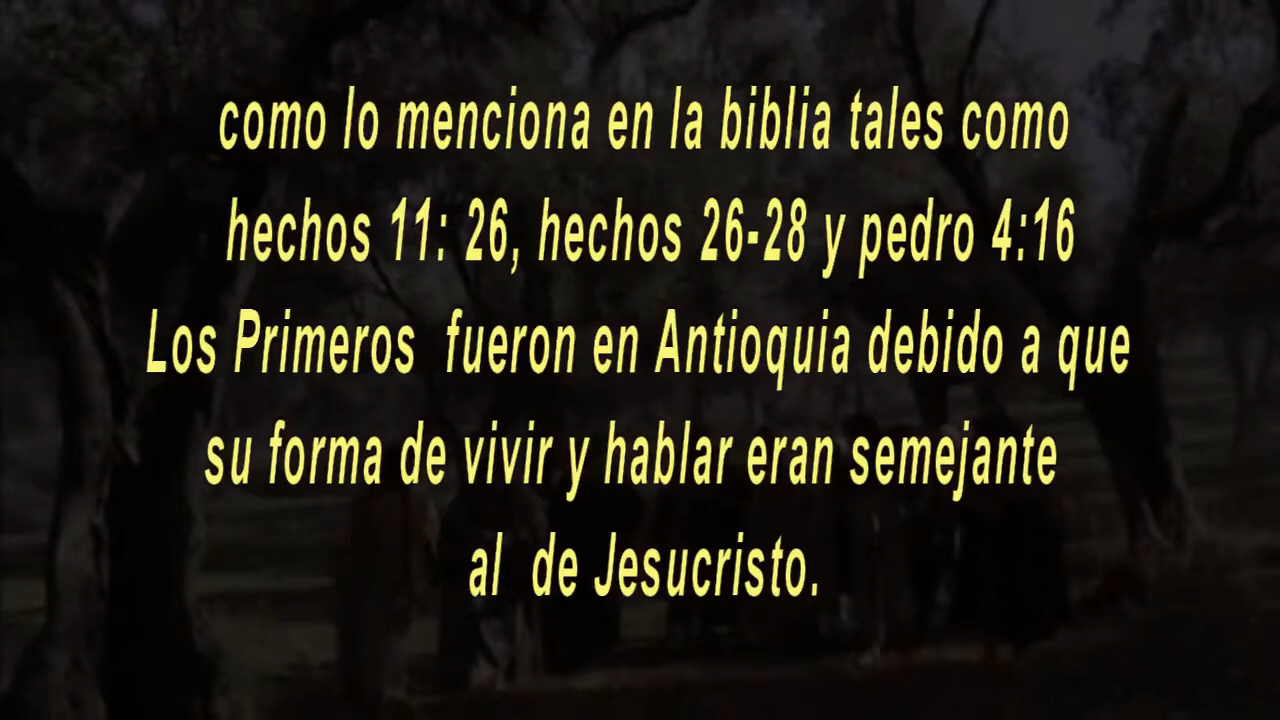 como lo menciona en la biblia tales como
hechos 11: 26, hechos 26-28 y pedro 4:16
Los Primeros fueron en Antioquia debido a que
su forma de vivir y hablar eran semejante
al de Jesucristo.